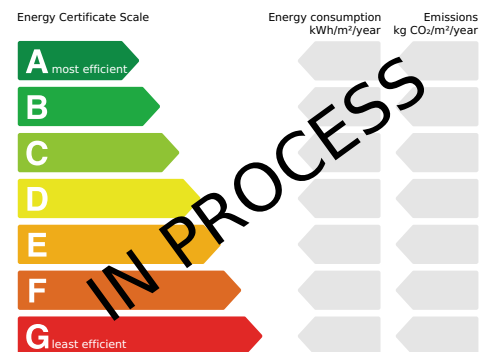 Energy Certificate Scale
Energy consumption
kWh/m²/year
Emissions
kg CO₂/m²/year
A most efficient
B
C
D
E
F
G least efficient
IN PROCESS